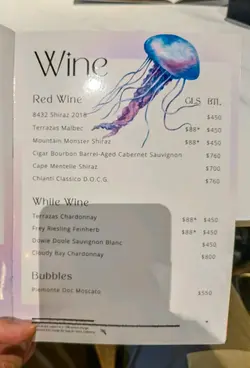 Wine
Red Wine GLS BTL
8432 Shiraz 2018 $450
Terrazas Malbec $88* $450
Mountain Monster Shiraz $88* $450
Cigar Bourbon Barrel-Aged Cabernet Sauvignon $760
Cape Mentelle Shiraz $700
Chianti Classico D.O.C.G. $760
White Wine
Terrazas Chardonnay $88* $450
Frey Riesling Feinherb $88* $450
Dowie Doole Sauvignon Blanc $450
Cloudy Bay Chardonnay $800
Bubbles
Piemonte Doc Moscato $550